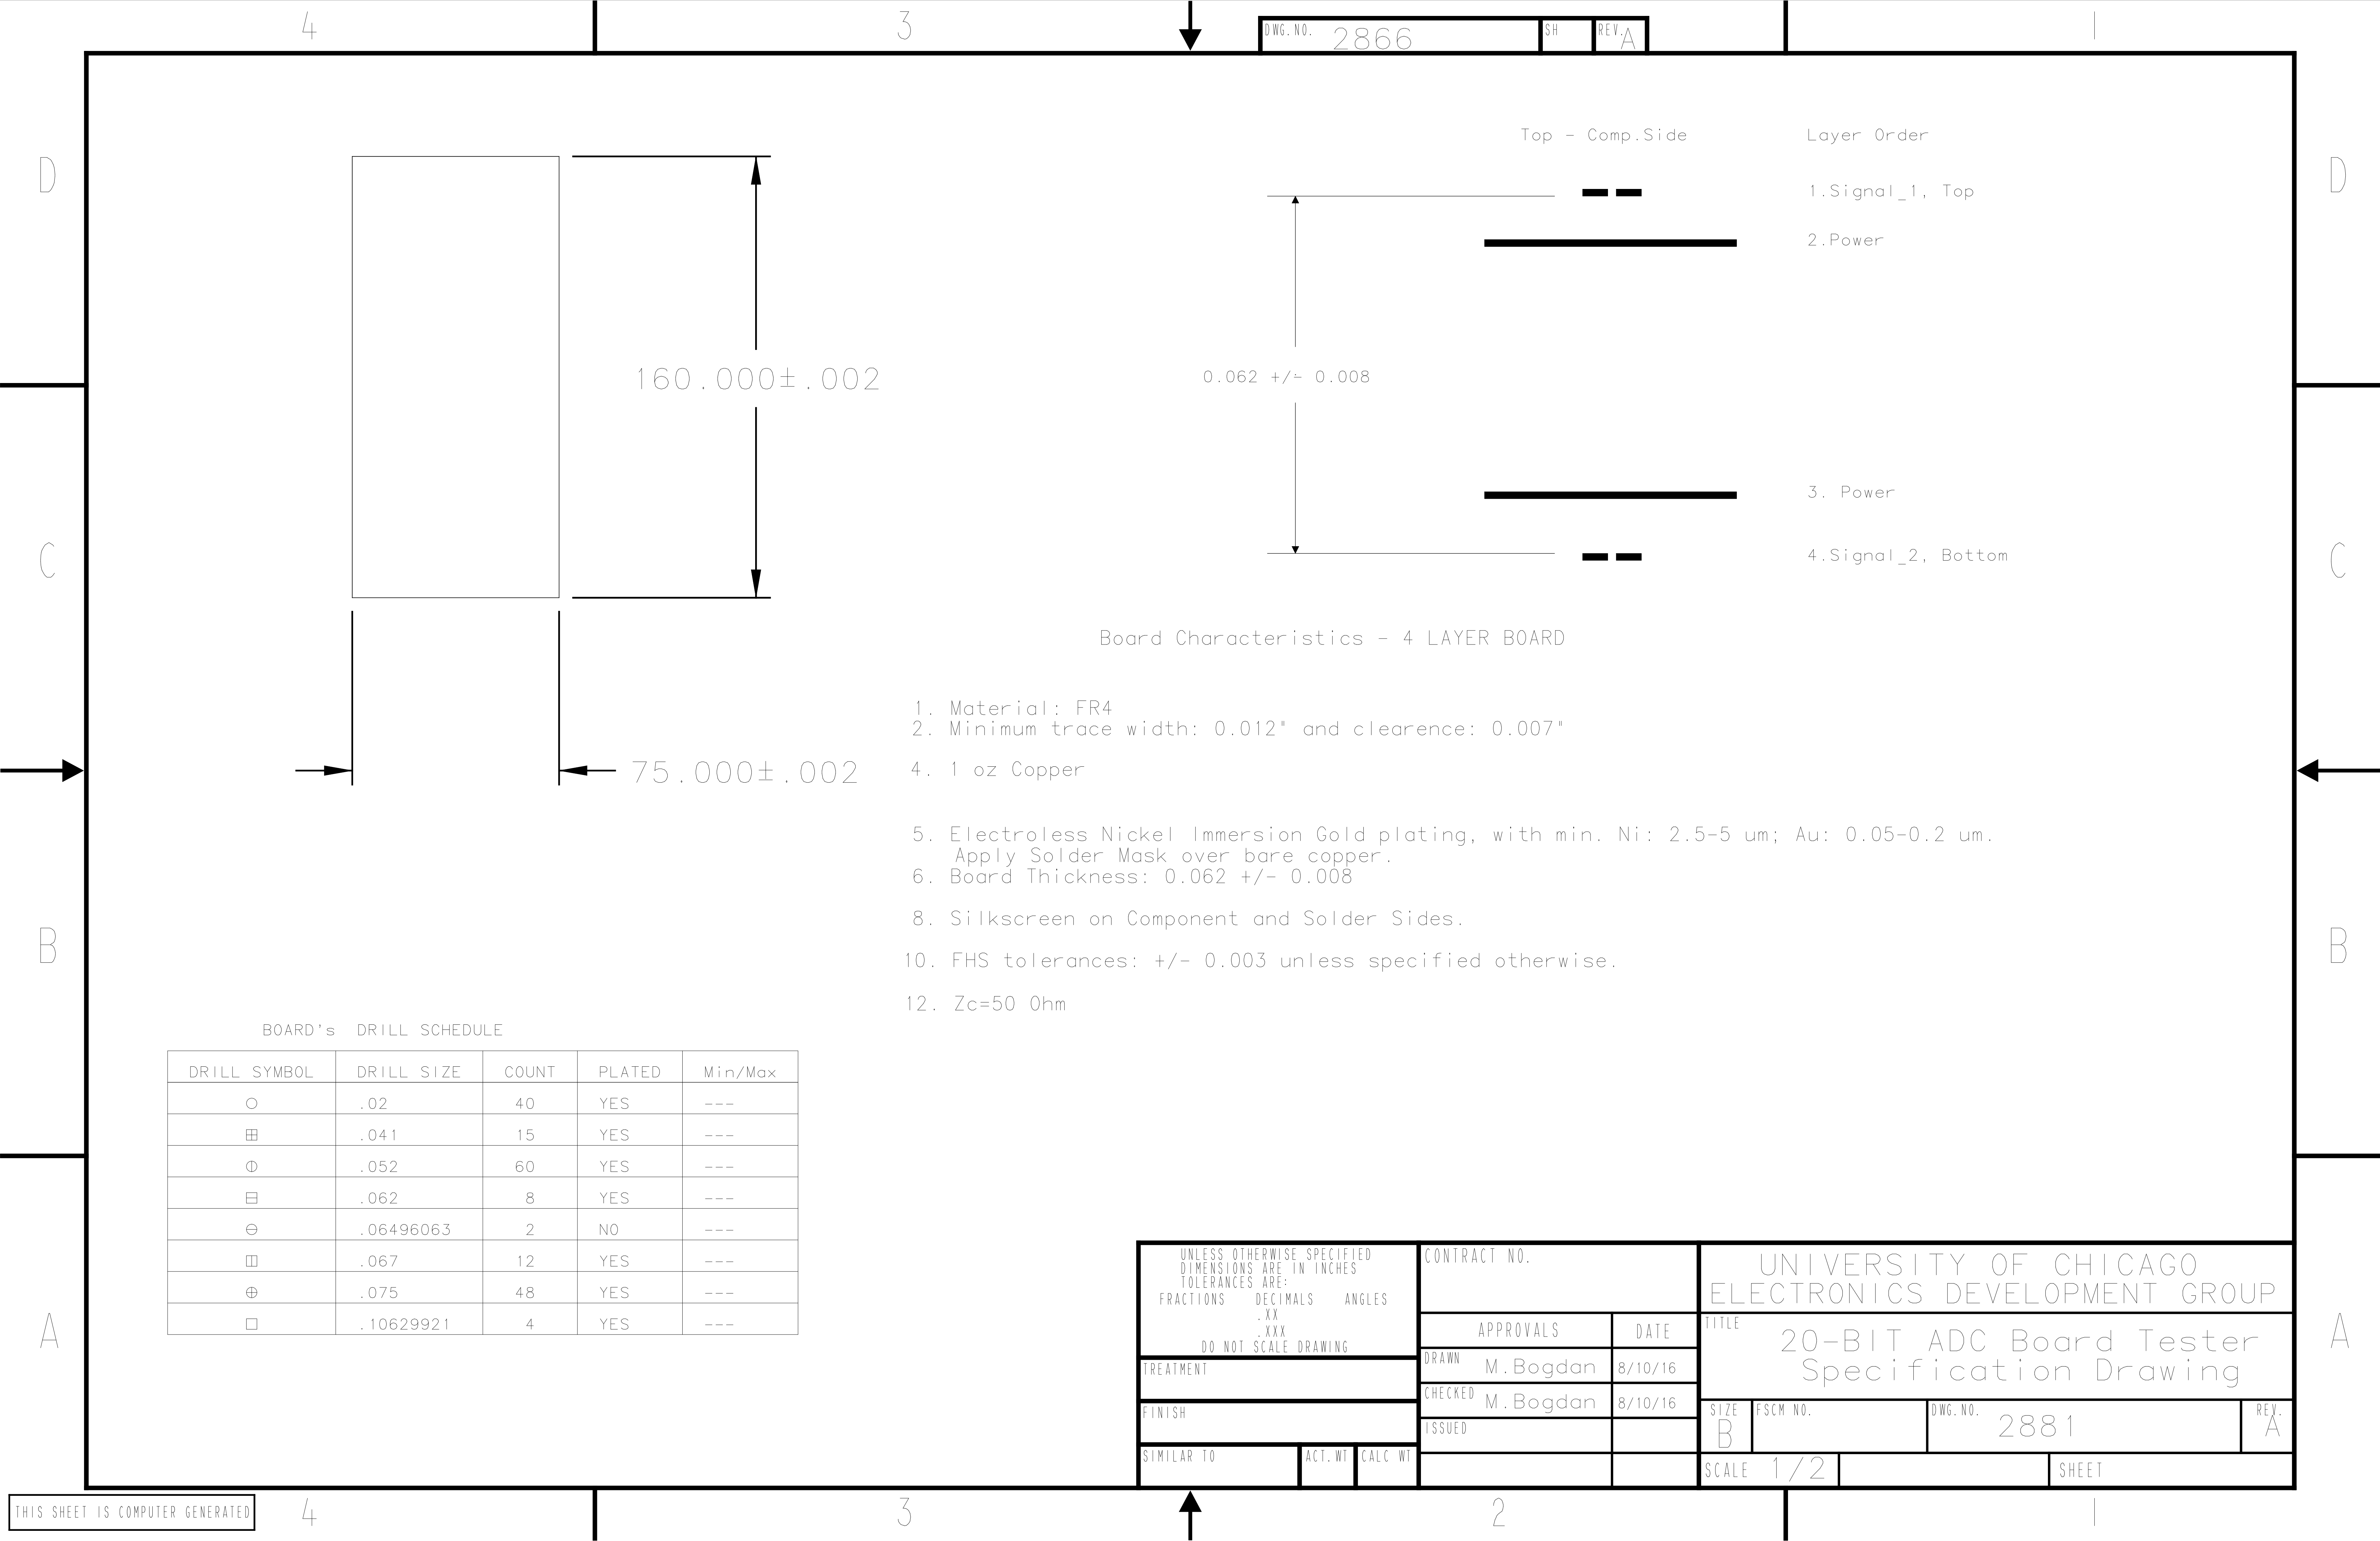 4
3
DWG.NO. 2866
SH
REV. A
1
D
D
C
C
B
B
A
A
Top - Comp.Side
Layer Order
1.Signal_1, Top
2.Power
3. Power
4.Signal_2, Bottom
0.062 +/- 0.008
160.000±.002
75.000±.002
Board Characteristics - 4 LAYER BOARD
1. Material: FR4
2. Minimum trace width: 0.012" and clearence: 0.007"
4. 1 oz Copper
5. Electroless Nickel Immersion Gold plating, with min. Ni: 2.5-5 um; Au: 0.05-0.2 um.
Apply Solder Mask over bare copper.
6. Board Thickness: 0.062 +/- 0.008
8. Silkscreen on Component and Solder Sides.
10. FHS tolerances: +/- 0.003 unless specified otherwise.
12. Zc=50 Ohm
BOARD's DRILL SCHEDULE
DRILL SYMBOL DRILL SIZE COUNT PLATED Min/Max
.02 40 YES ---
.041 15 YES ---
.052 60 YES ---
.062 8 YES ---
.06496063 2 NO ---
.067 12 YES ---
.075 48 YES ---
.10629921 4 YES ---
UNLESS OTHERWISE SPECIFIED
DIMENSIONS ARE IN INCHES
TOLERANCES ARE:
FRACTIONS DECIMALS ANGLES
.XX
.XXX
DO NOT SCALE DRAWING
TREATMENT
FINISH
SIMILAR TO
ACT. WT
CALC WT
CONTRACT NO.
APPROVALS DATE
DRAWN M.Bogdan 8/10/16
CHECKED M.Bogdan 8/10/16
ISSUED
UNIVERSITY OF CHICAGO
ELECTRONICS DEVELOPMENT GROUP
TITLE
20-BIT ADC Board Tester
Specification Drawing
SIZE B
FSCM NO.
DWG.NO. 2881
REV. A
SCALE 1/2
SHEET
THIS SHEET IS COMPUTER GENERATED
4
3
2
1